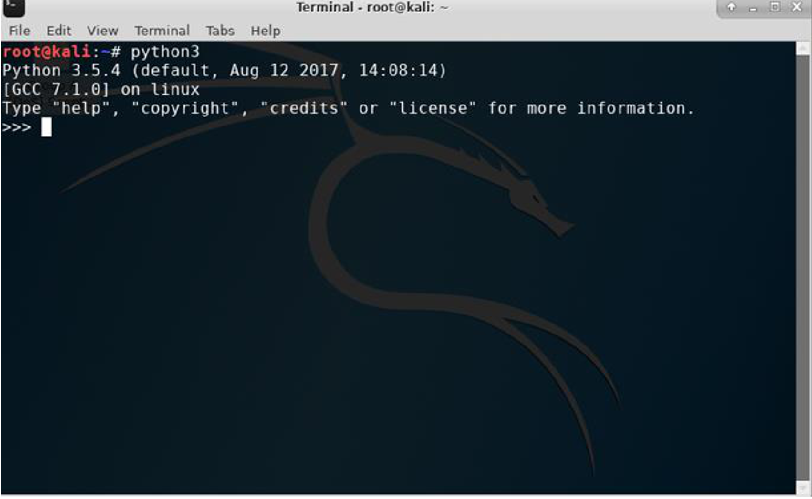 Terminal - root@kali: ~
File Edit View Terminal Tabs Help
root@kali:~# python3
Python 3.5.4 (default, Aug 12 2017, 14:08:14)
[GCC 7.1.0] on linux
Type "help", "copyright", "credits" or "license" for more information.
>>>